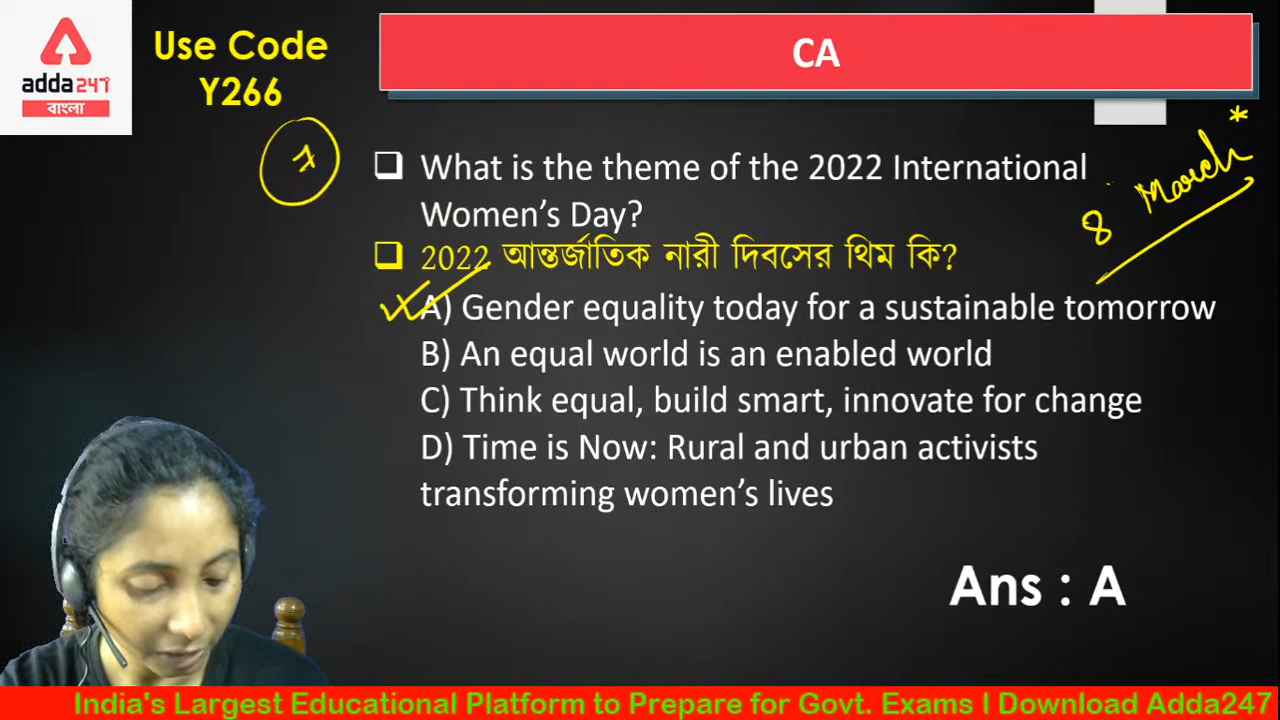 adda247
বাংলা
Use Code
Y266
CA
7
8 March *
What is the theme of the 2022 International
Women’s Day?
2022 আন্তর্জাতিক নারী দিবসের থিম কি?
A) Gender equality today for a sustainable tomorrow
B) An equal world is an enabled world
C) Think equal, build smart, innovate for change
D) Time is Now: Rural and urban activists
transforming women’s lives
Ans : A
India's Largest Educational Platform to Prepare for Govt. Exams I Download Adda247